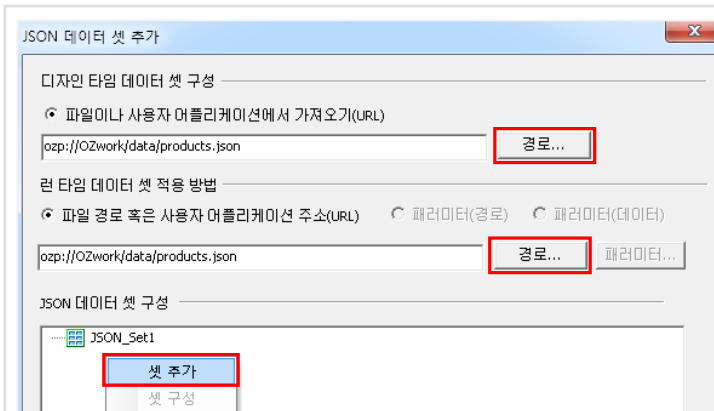 JSON 데이터 셋 추가
디자인 타임 데이터 셋 구성
파일이나 사용자 어플리케이션에서 가져오기(URL)
ozp://OZwork/data/products.json 경로...
런 타임 데이터 셋 적용 방법
파일 경로 혹은 사용자 어플리케이션 주소(URL) 패러미터(경로) 패러미터(데이터)
ozp://OZwork/data/products.json 경로... 패러미터...
JSON 데이터 셋 구성
JSON_Set1
셋 추가
셋 구성